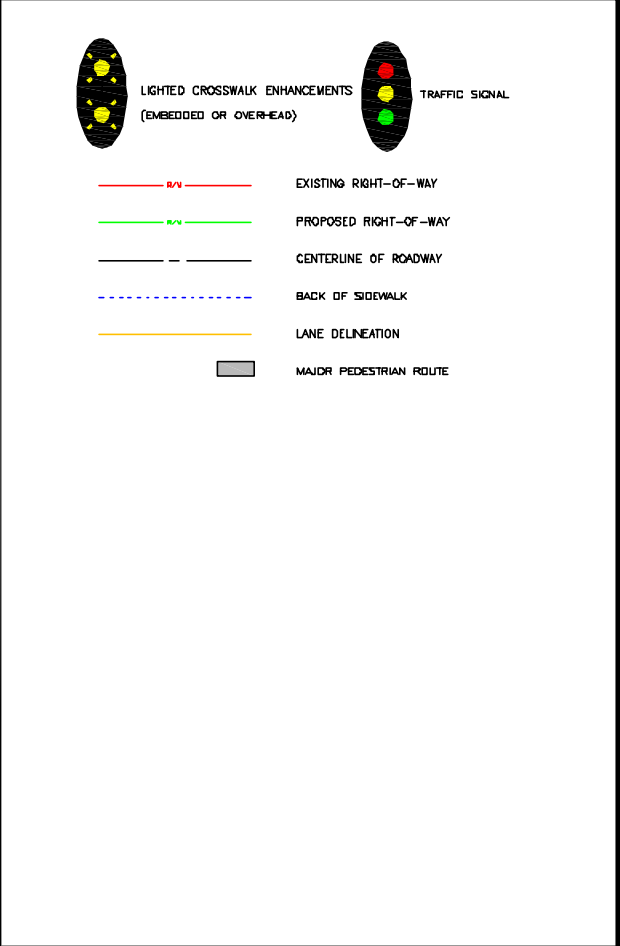 LIGHTED CROSSWALK ENHANCEMENTS
(EMBEDDED OR OVERHEAD)
TRAFFIC SIGNAL
R/W
EXISTING RIGHT-OF-WAY
R/W
PROPOSED RIGHT-OF-WAY
CENTERLINE OF ROADWAY
BACK OF SIDEWALK
LANE DELINEATION
MAJOR PEDESTRIAN ROUTE